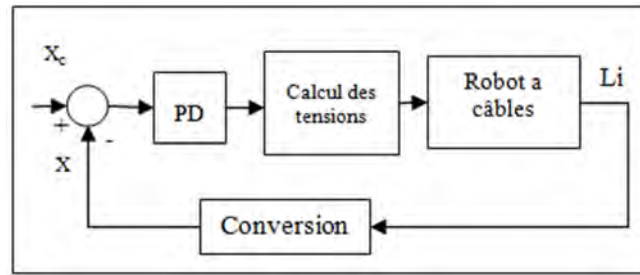 Xc
+
-
X
PD
Calcul des
tensions
Robot a
câbles
Li
Conversion